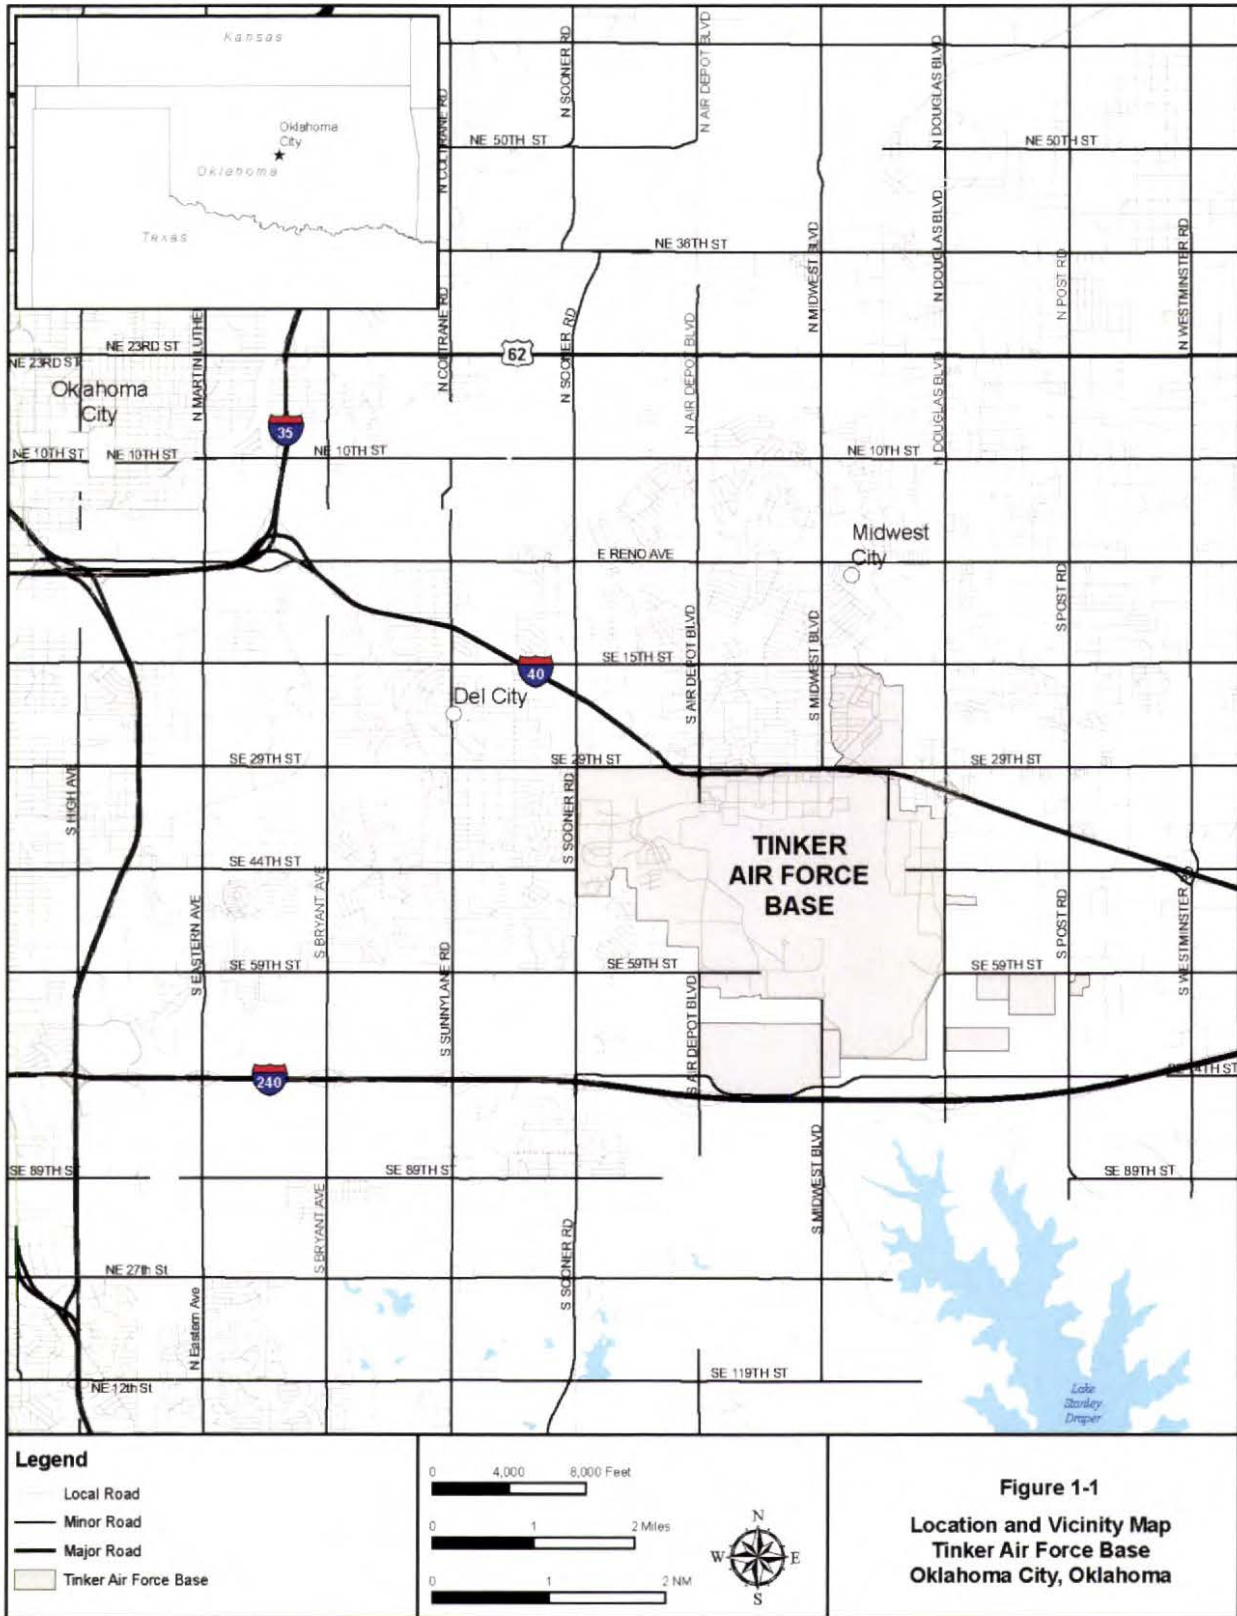 Kansas
Oklahoma
City
Oklahoma
Texas
N COLTRANE RD
N SOONER RD
N AIR DEPOT BLVD
N DOUGLAS BLVD
NE 50TH ST
NE 50TH ST
N MIDWEST BLVD
N DOUGLAS BLVD
N POST RD
N WESTMINSTER RD
NE 36TH ST
N MARTIN LUTHE
N COLTRANE RD
N SOONER RD
N AIR DEPOT BLVD
N DOUGLAS BLVD
NE 23RD ST
NE 23RD ST
62
Oklahoma
City
35
NE 10TH ST
NE 10TH ST
NE 10TH ST
NE 10TH ST
Midwest
City
E RENO AVE
S POST RD
S AIR DEPOT BLVD
S MIDWEST BLVD
SE 15TH ST
40
Del City
SE 29TH ST
SE 29TH ST
SE 29TH ST
S HIGH AVE
S SOONER RD
TINKER
AIR FORCE
BASE
SE 44TH ST
S EASTERN AVE
S BRYANT AVE
S SUNNYLANE RD
S POST RD
S WESTMINSTER RD
SE 59TH ST
SE 59TH ST
SE 59TH ST
S AIR DEPOT BLVD
240
4TH ST
SE 89TH ST
SE 89TH ST
SE 89TH ST
S BRYANT AVE
S SOONER RD
S MIDWEST BLVD
NE 27th St
N Eastern Ave
NE 12th St
SE 119TH ST
Lake
Stanley
Draper
Legend
Local Road
Minor Road
Major Road
Tinker Air Force Base
0 4,000 8,000 Feet
0 1 2 Miles
0 1 2 NM
N
W E
S
Figure 1-1
Location and Vicinity Map
Tinker Air Force Base
Oklahoma City, Oklahoma